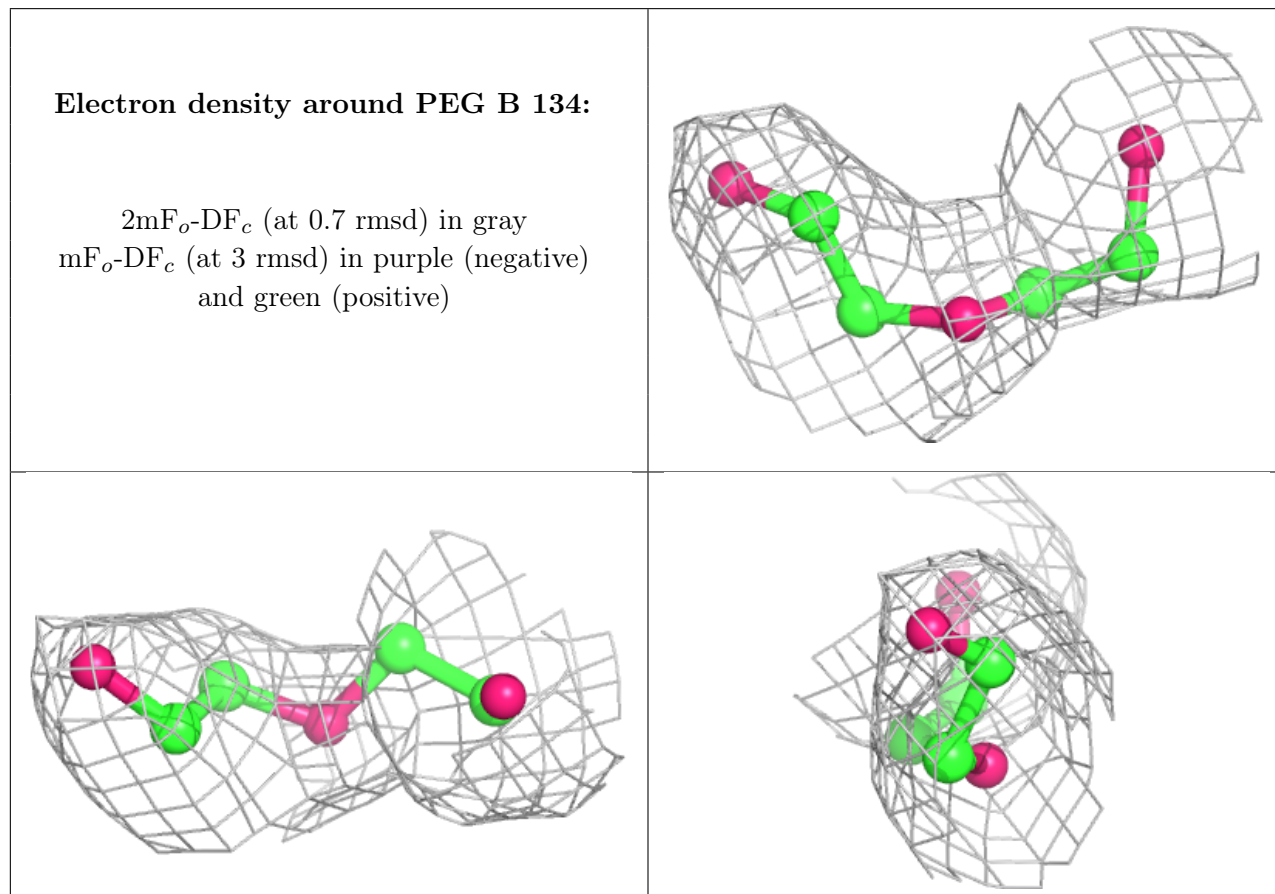 Electron density around PEG B 134:
2mFo-DFc (at 0.7 rmsd) in gray
mFo-DFc (at 3 rmsd) in purple (negative)
and green (positive)